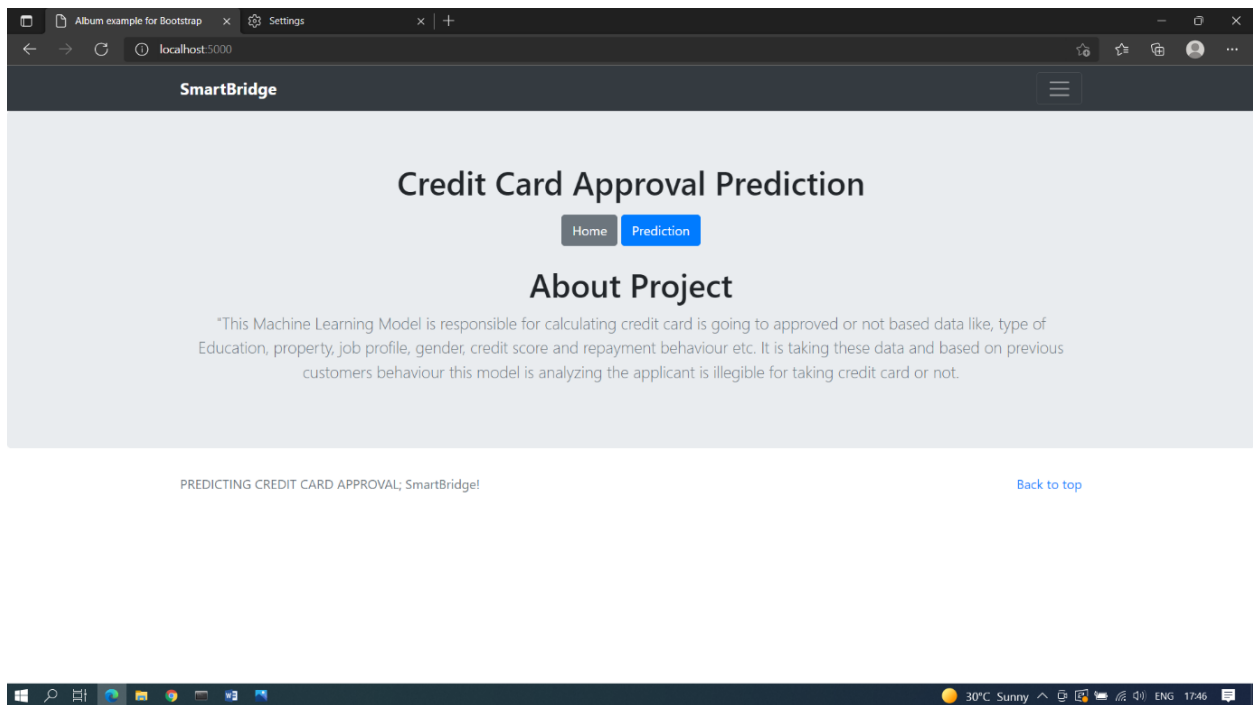 Album example for Bootstrap
Settings
localhost:5000
SmartBridge
Credit Card Approval Prediction
Home Prediction
About Project
"This Machine Learning Model is responsible for calculating credit card is going to approved or not based data like, type of
Education, property, job profile, gender, credit score and repayment behaviour etc. It is taking these data and based on previous
customers behaviour this model is analyzing the applicant is illegible for taking credit card or not.
PREDICTING CREDIT CARD APPROVAL; SmartBridge!
Back to top
30°C Sunny
ENG
17:46